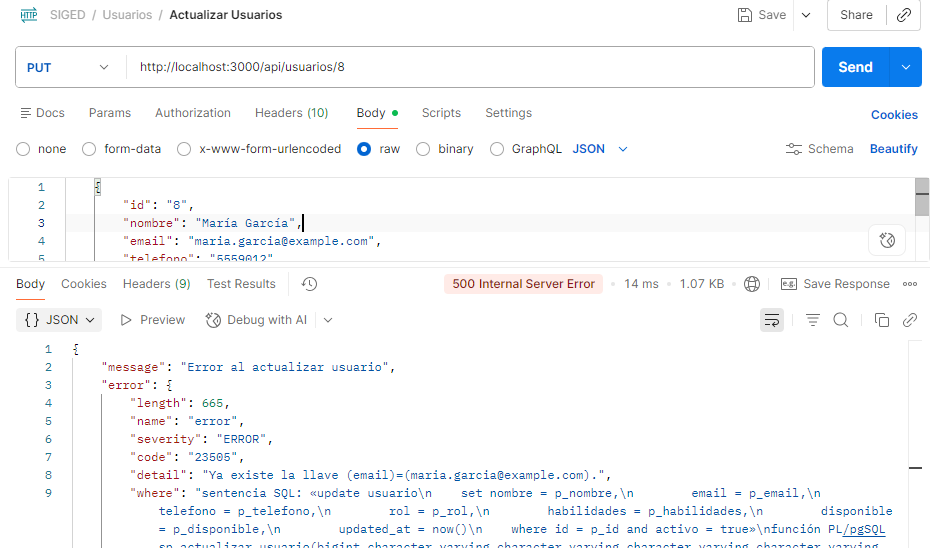 HTTP SIGED / Usuarios / Actualizar Usuarios Save Share
PUT http://localhost:3000/api/usuarios/8 Send
Docs Params Authorization Headers (10) Body Scripts Settings Cookies
none form-data x-www-form-urlencoded raw binary GraphQL JSON Schema Beautify
1 {
2 "id": "8",
3 "nombre": "María García",
4 "email": "maria.garcia@example.com",
5 "telefono": "5559012"
Body Cookies Headers (9) Test Results 500 Internal Server Error • 14 ms • 1.07 KB • e.g. Save Response
{ } JSON Preview Debug with AI
1 {
2 "message": "Error al actualizar usuario",
3 "error": {
4 "length": 665,
5 "name": "error",
6 "severity": "ERROR",
7 "code": "23505",
8 "detail": "Ya existe la llave (email)=(maria.garcia@example.com).",
9 "where": "sentencia SQL: «update usuario\n set nombre = p_nombre,\n email = p_email,\n
telefono = p_telefono,\n rol = p_rol,\n habilidades = p_habilidades,\n disponible
= p_disponible,\n updated_at = now()\n where id = p_id and activo = true»\nfunción PL/pgSQL
sp_actualizar_usuario(bigint,character varying,character varying,character varying,character varying,